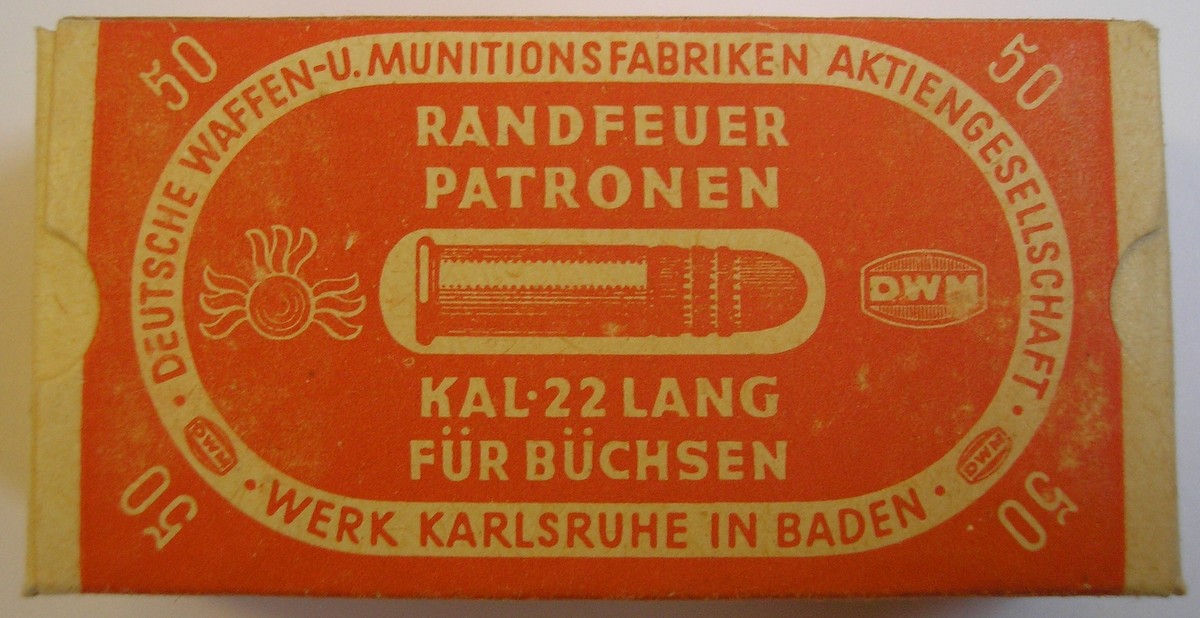 50
50
DEUTSCHE WAFFEN-U. MUNITIONSFABRIKEN AKTIENGESELLSCHAFT
RANDFEUER
PATRONEN
DWM
KAL·22 LANG
FÜR BÜCHSEN
DWM
DWM
· WERK KARLSRUHE IN BADEN ·
50
50